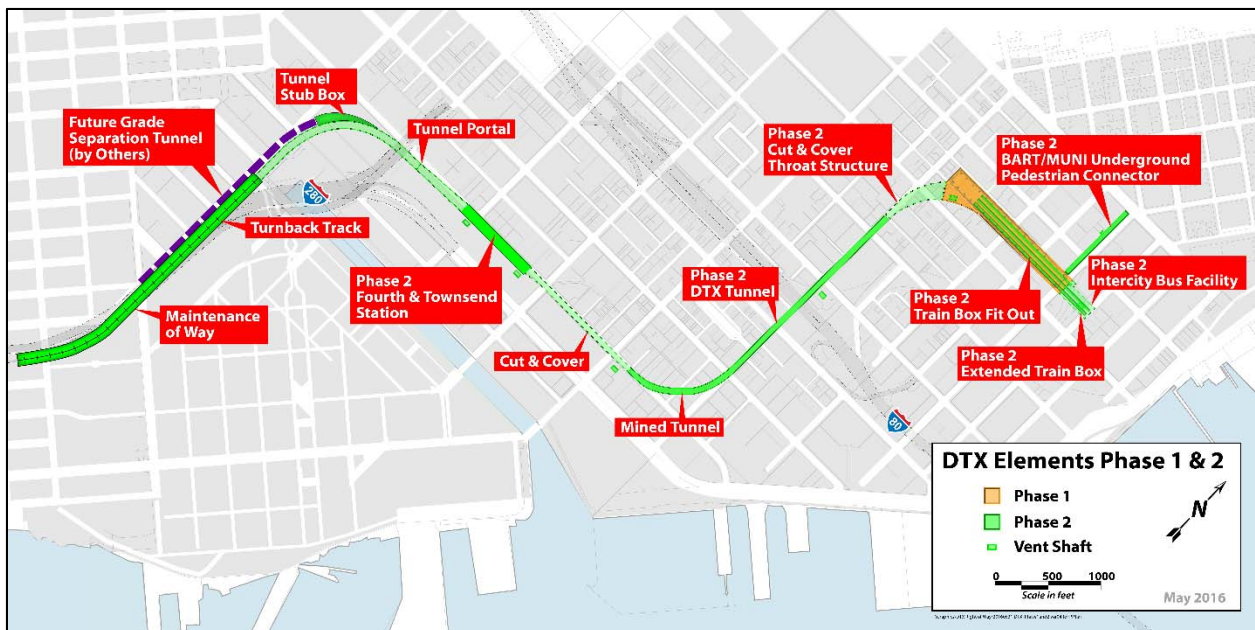 Tunnel
Stub Box
Future Grade
Separation Tunnel
(by Others)
Tunnel Portal
Phase 2
Cut & Cover
Throat Structure
Phase 2
BART/MUNI Underground
Pedestrian Connector
280
Turnback Track
Phase 2
Fourth & Townsend
Station
Phase 2
DTX Tunnel
Phase 2
Intercity Bus Facility
Phase 2
Train Box Fit Out
Maintenance
of Way
Cut & Cover
Phase 2
Extended Train Box
Mined Tunnel
80
DTX Elements Phase 1 & 2
Phase 1
Phase 2
Vent Shaft
N
0 500 1000
Scale in feet
May 2016